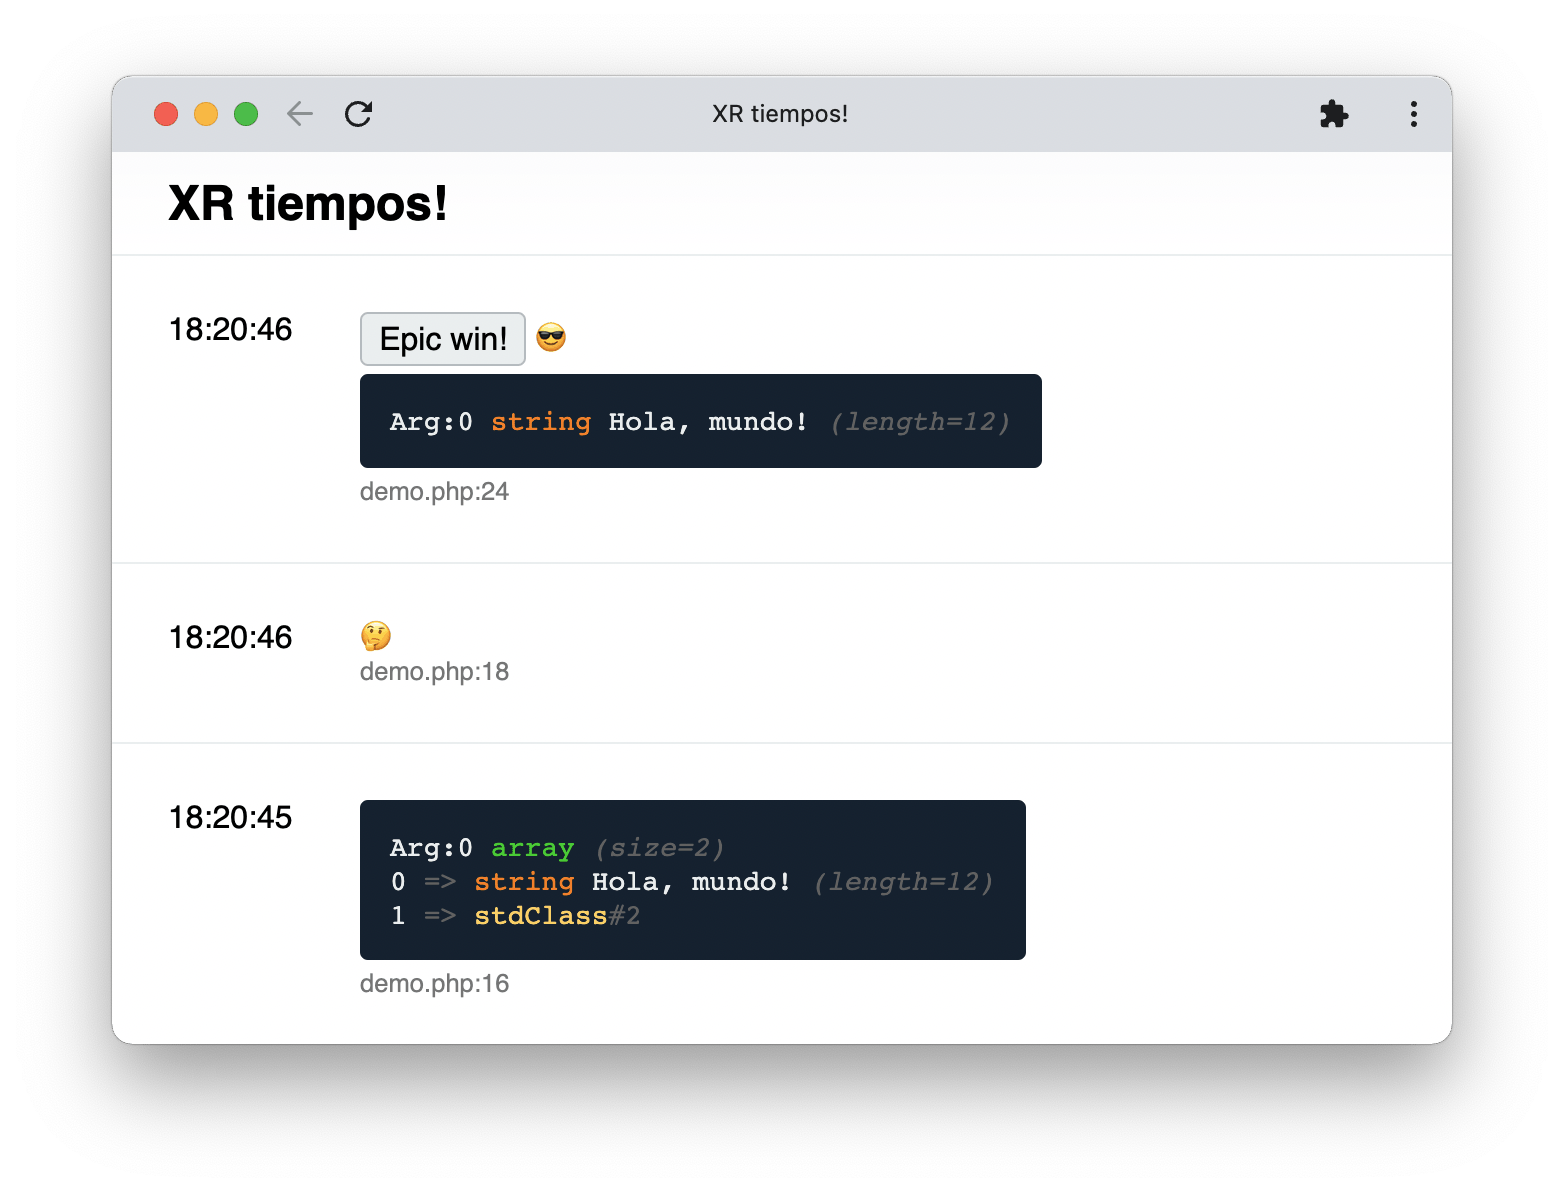 XR tiempos!
XR tiempos!
18:20:46
Epic win! 😎
Arg:0 string Hola, mundo! (length=12)
demo.php:24
18:20:46
🤔
demo.php:18
18:20:45
Arg:0 array (size=2)
0 => string Hola, mundo! (length=12)
1 => stdClass#2
demo.php:16